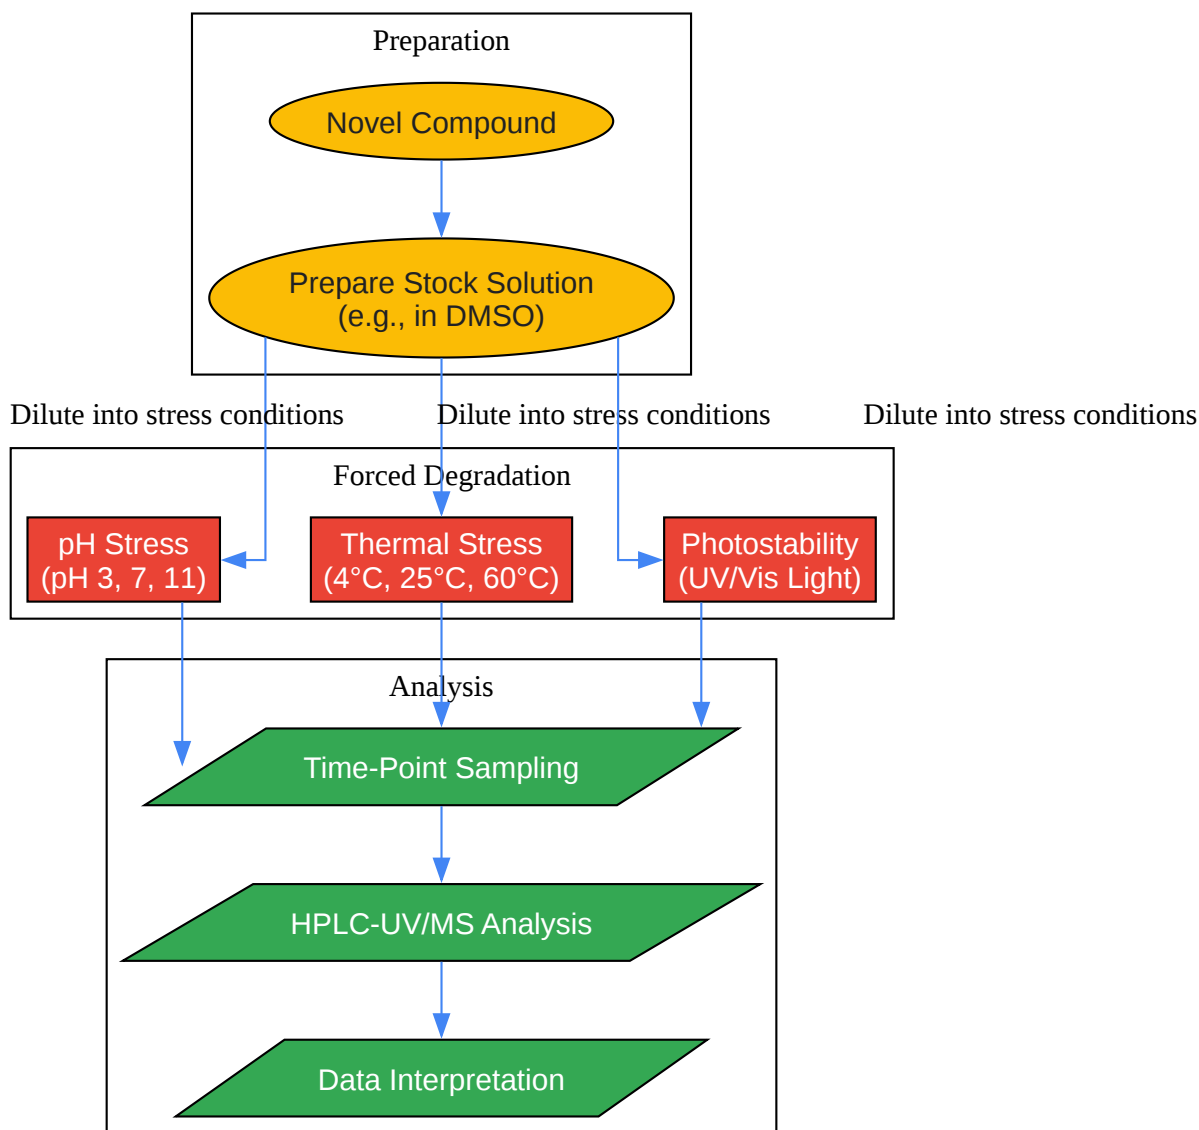 Preparation
Novel Compound
Prepare Stock Solution
(e.g., in DMSO)
Dilute into stress conditions
Dilute into stress conditions
Dilute into stress conditions
Forced Degradation
pH Stress
(pH 3, 7, 11)
Thermal Stress
(4°C, 25°C, 60°C)
Photostability
(UV/Vis Light)
Analysis
Time-Point Sampling
HPLC-UV/MS Analysis
Data Interpretation